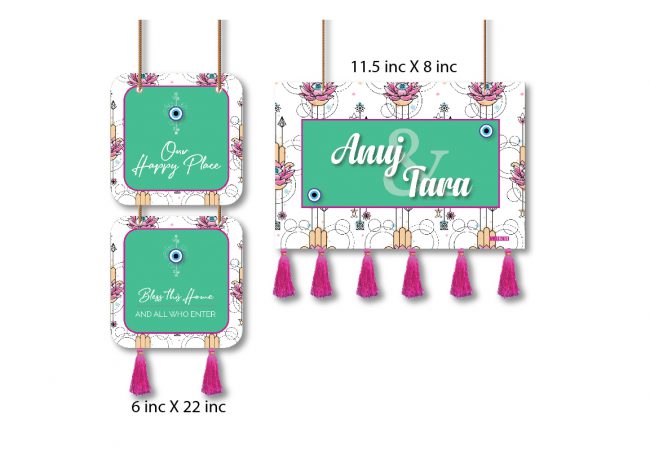 Our
Happy Place
Bless this Home
AND ALL WHO ENTER
6 inc X 22 inc
11.5 inc X 8 inc
Anuj
&
Tara